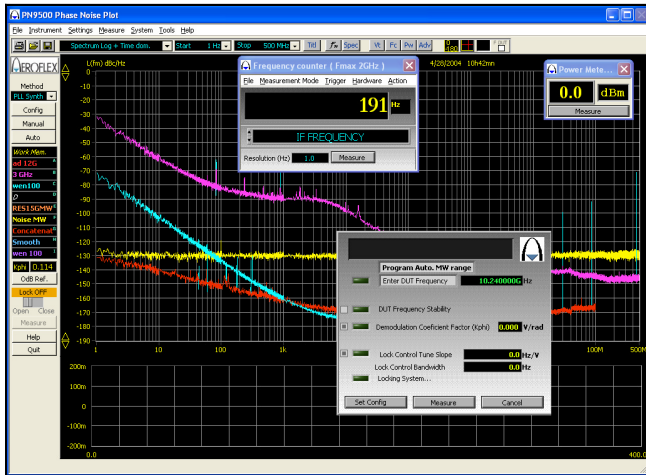 PN9500 Phase Noise Plot
File Instrument Settings Measure System Tools Help
Spectrum Log + Time dom. Start 1 Hz Stop 500 MHz Titl Fm Spec Vt Fc Pw Adv 0 180
AEROFLEX
Method
PLL Synth
Config
Manual
Auto
Work Mem.
ad 12G A
3 GHz B
wen100 C
D
RES15GMW E
Noise MW F
Concatenat G
Smooth H
wen 100 I
Kphi 0.114
0dB Ref.
Lock OFF
Open Close
Measure
Help
Quit
L(fm) dBc/Hz
4/28/2004 10h42mn
0
-10
-20
-30
-40
-50
-60
-70
-80
-90
-100
-110
-120
-130
-140
-150
-160
-170
-180
-190
1 10 100 1k 100M 500M
200m
100m
0
-100m
-200m
0.0 400.0
Frequency counter ( Fmax 2GHz )
File Measurement Mode Trigger Hardware Action
191 Hz
IF FREQUENCY
Resolution (Hz) 1.0 Measure
Power Mete...
0.0 dBm
Measure
Program Auto. MW range
Enter DUT Frequency 10.240000G Hz
DUT Frequency Stability
Demodulation Coeficient Factor (Kphi) 0.000 V/rad
Lock Control Tune Slope 0.0 Hz/V
Lock Control Bandwidth 0.0 Hz
Locking System...
Set Config Measure Cancel